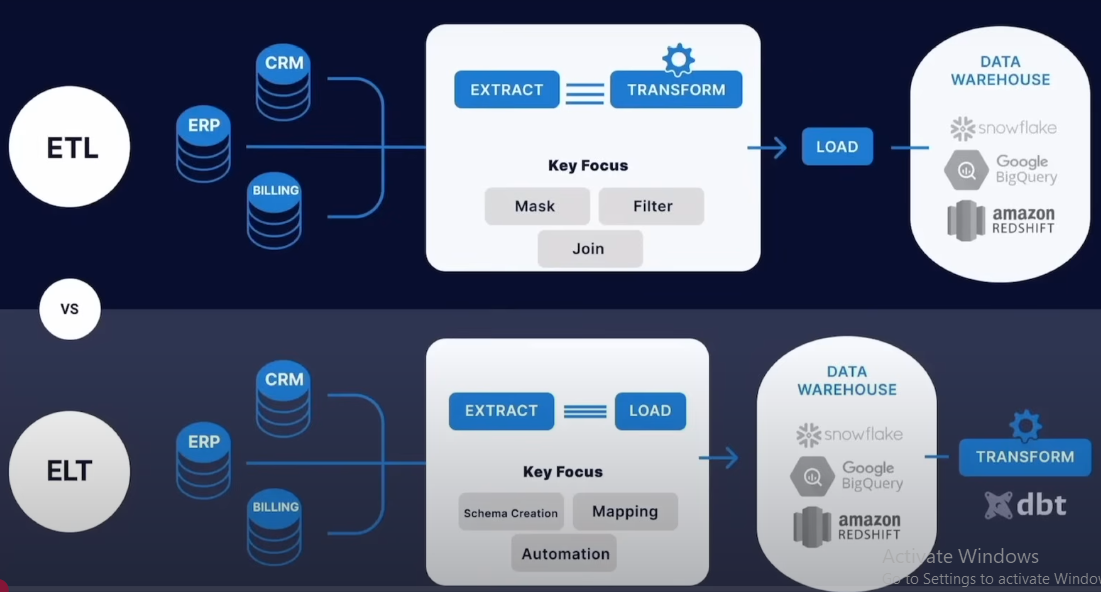 ETL
CRM
ERP
BILLING
EXTRACT
TRANSFORM
Key Focus
Mask
Filter
Join
LOAD
DATA
WAREHOUSE
snowflake
Google
BigQuery
amazon
REDSHIFT
VS
ELT
CRM
ERP
BILLING
EXTRACT
LOAD
Key Focus
Schema Creation
Mapping
Automation
DATA
WAREHOUSE
snowflake
Google
BigQuery
amazon
REDSHIFT
TRANSFORM
dbt
Activate Windows
Go to Settings to activate Windo